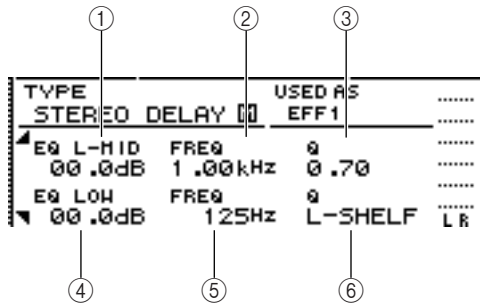 ① ② ③
TYPE USED AS
STEREO DELAY EFF1
EQ L-MID FREQ Q
00.0dB 1.00kHz 0.70
EQ LOW FREQ Q
00.0dB 125Hz L-SHELF L R
④ ⑤ ⑥